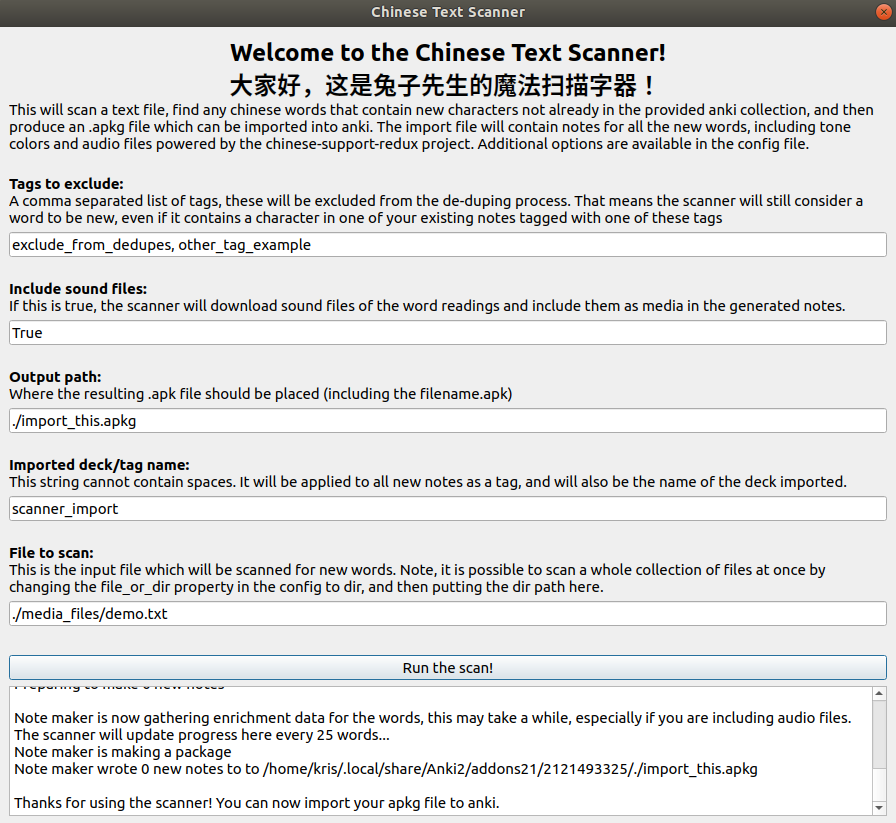 Chinese Text Scanner
Welcome to the Chinese Text Scanner!
大家好，这是兔子先生的魔法扫描字器！
This will scan a text file, find any chinese words that contain new characters not already in the provided anki collection, and then
produce an .apkg file which can be imported into anki. The import file will contain notes for all the new words, including tone
colors and audio files powered by the chinese-support-redux project. Additional options are available in the config file.
Tags to exclude:
A comma separated list of tags, these will be excluded from the de-duping process. That means the scanner will still consider a
word to be new, even if it contains a character in one of your existing notes tagged with one of these tags
exclude_from_dedupes, other_tag_example
Include sound files:
If this is true, the scanner will download sound files of the word readings and include them as media in the generated notes.
True
Output path:
Where the resulting .apk file should be placed (including the filename.apk)
./import_this.apkg
Imported deck/tag name:
This string cannot contain spaces. It will be applied to all new notes as a tag, and will also be the name of the deck imported.
scanner_import
File to scan:
This is the input file which will be scanned for new words. Note, it is possible to scan a whole collection of files at once by
changing the file_or_dir property in the config to dir, and then putting the dir path here.
./media_files/demo.txt
Run the scan!
Preparing to make 0 new notes
Note maker is now gathering enrichment data for the words, this may take a while, especially if you are including audio files.
The scanner will update progress here every 25 words...
Note maker is making a package
Note maker wrote 0 new notes to to /home/kris/.local/share/Anki2/addons21/2121493325/./import_this.apkg
Thanks for using the scanner! You can now import your apkg file to anki.